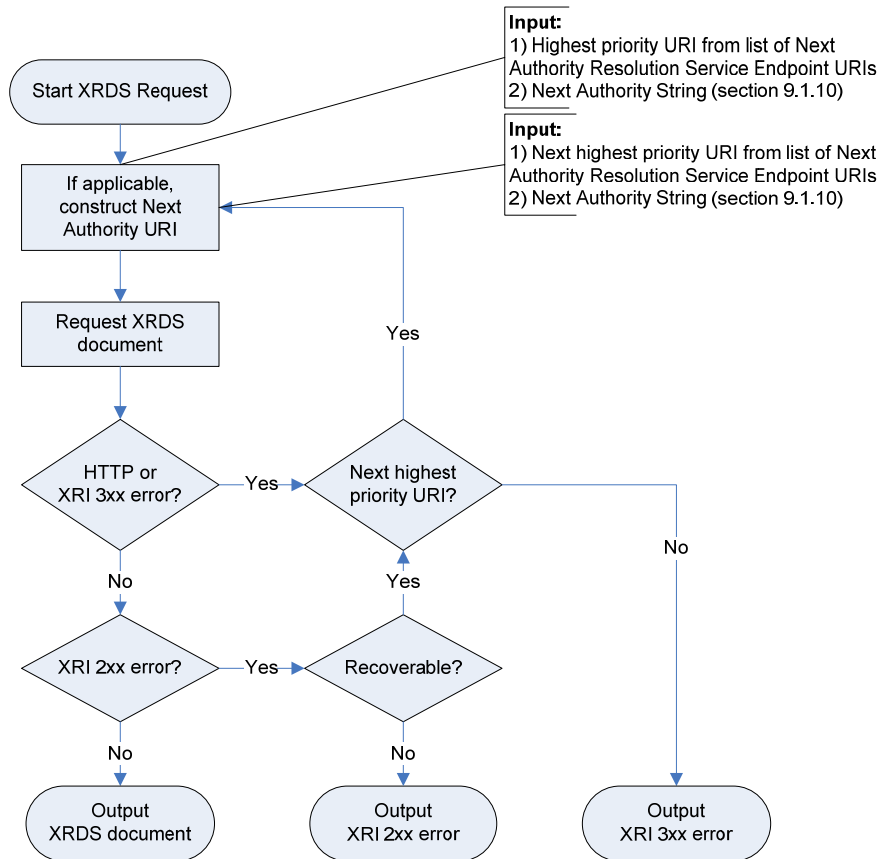 Input:
1) Highest priority URI from list of Next
Authority Resolution Service Endpoint URIs
2) Next Authority String (section 9.1.10)
Start XRDS Request
Input:
1) Next highest priority URI from list of Next
Authority Resolution Service Endpoint URIs
2) Next Authority String (section 9.1.10)
If applicable,
construct Next
Authority URI
Request XRDS
document
Yes
HTTP or
XRI 3xx error?
Yes
Next highest
priority URI?
No
No
Yes
XRI 2xx error?
Yes
Recoverable?
No
No
Output
XRDS document
Output
XRI 2xx error
Output
XRI 3xx error